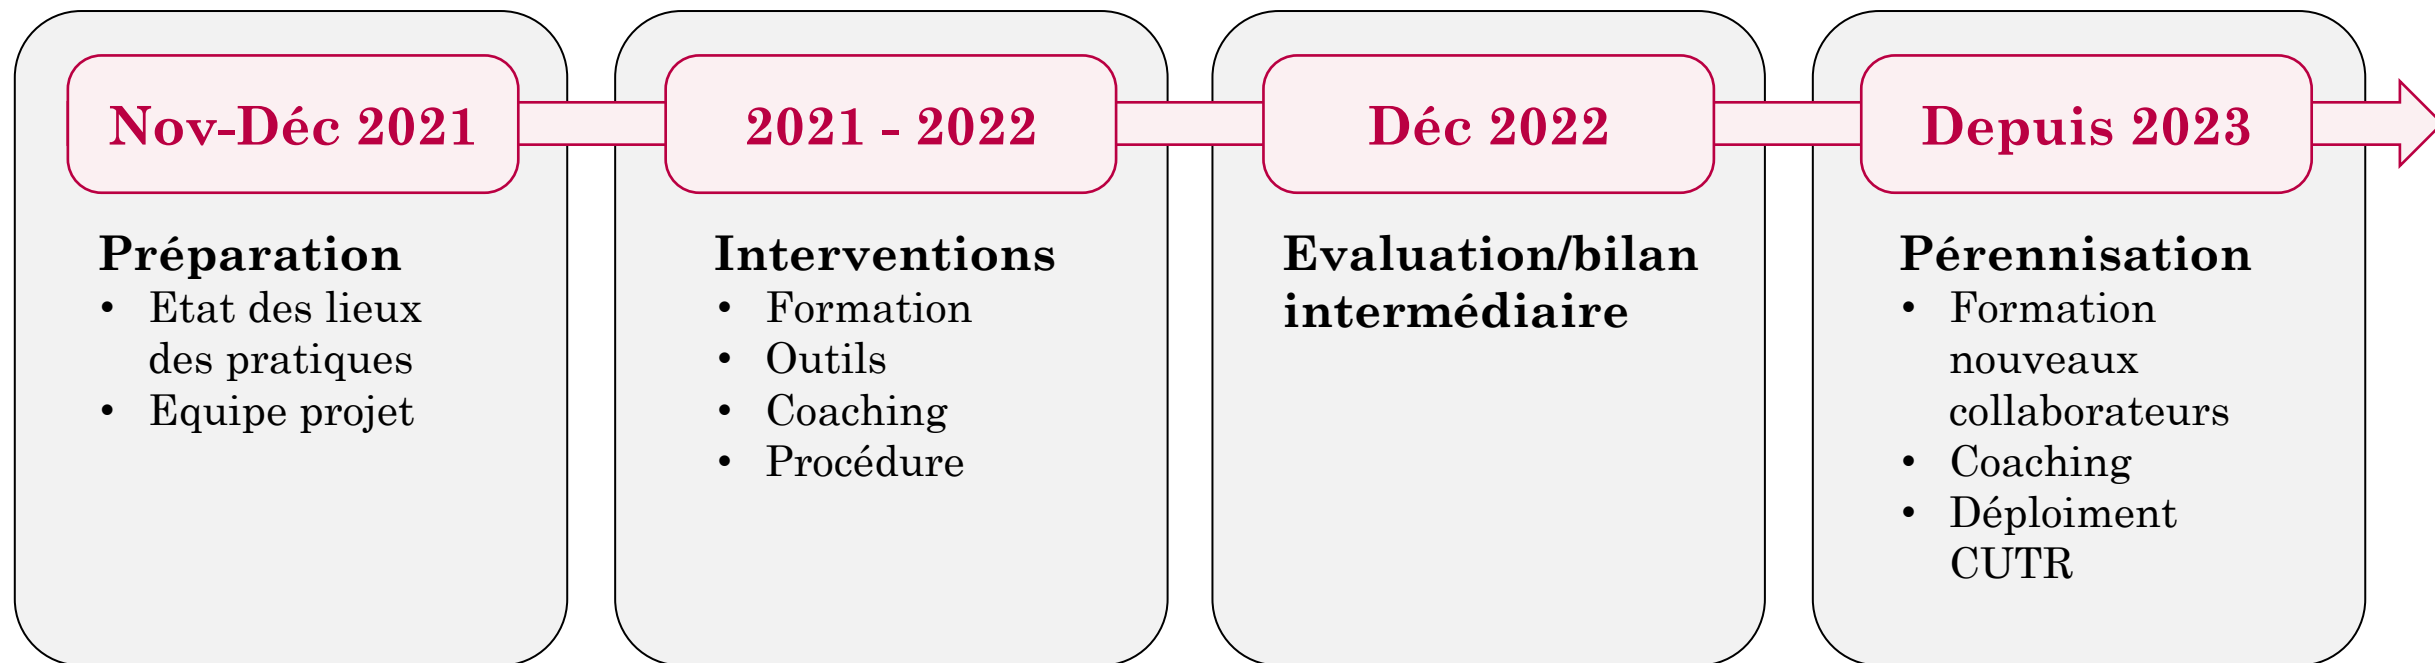 Nov-Déc 2021
Préparation
• Etat des lieux
des pratiques
• Equipe projet
2021 - 2022
Interventions
• Formation
• Outils
• Coaching
• Procédure
Déc 2022
Evaluation/bilan
intermédiaire
Depuis 2023
Pérennisation
• Formation
nouveaux
collaborateurs
• Coaching
• Déploiment
CUTR